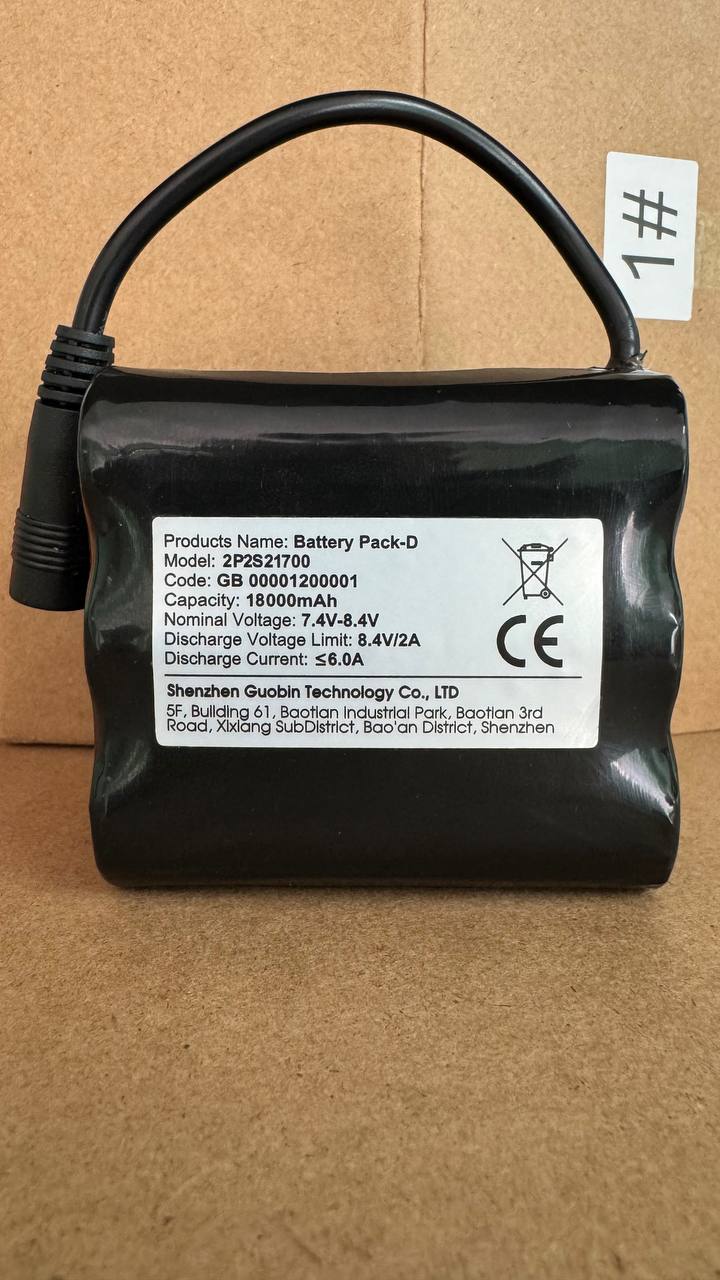 1#
Products Name: Battery Pack-D
Model: 2P2S21700
Code: GB 00001200001
Capacity: 18000mAh
Nominal Voltage: 7.4V-8.4V
Discharge Voltage Limit: 8.4V/2A
Discharge Current: ≤6.0A
CE
Shenzhen Guobin Technology Co., LTD
5F, Building 61, Baotian Industrial Park, Baotian 3rd
Road, Xixiang SubDistrict, Bao'an District, Shenzhen